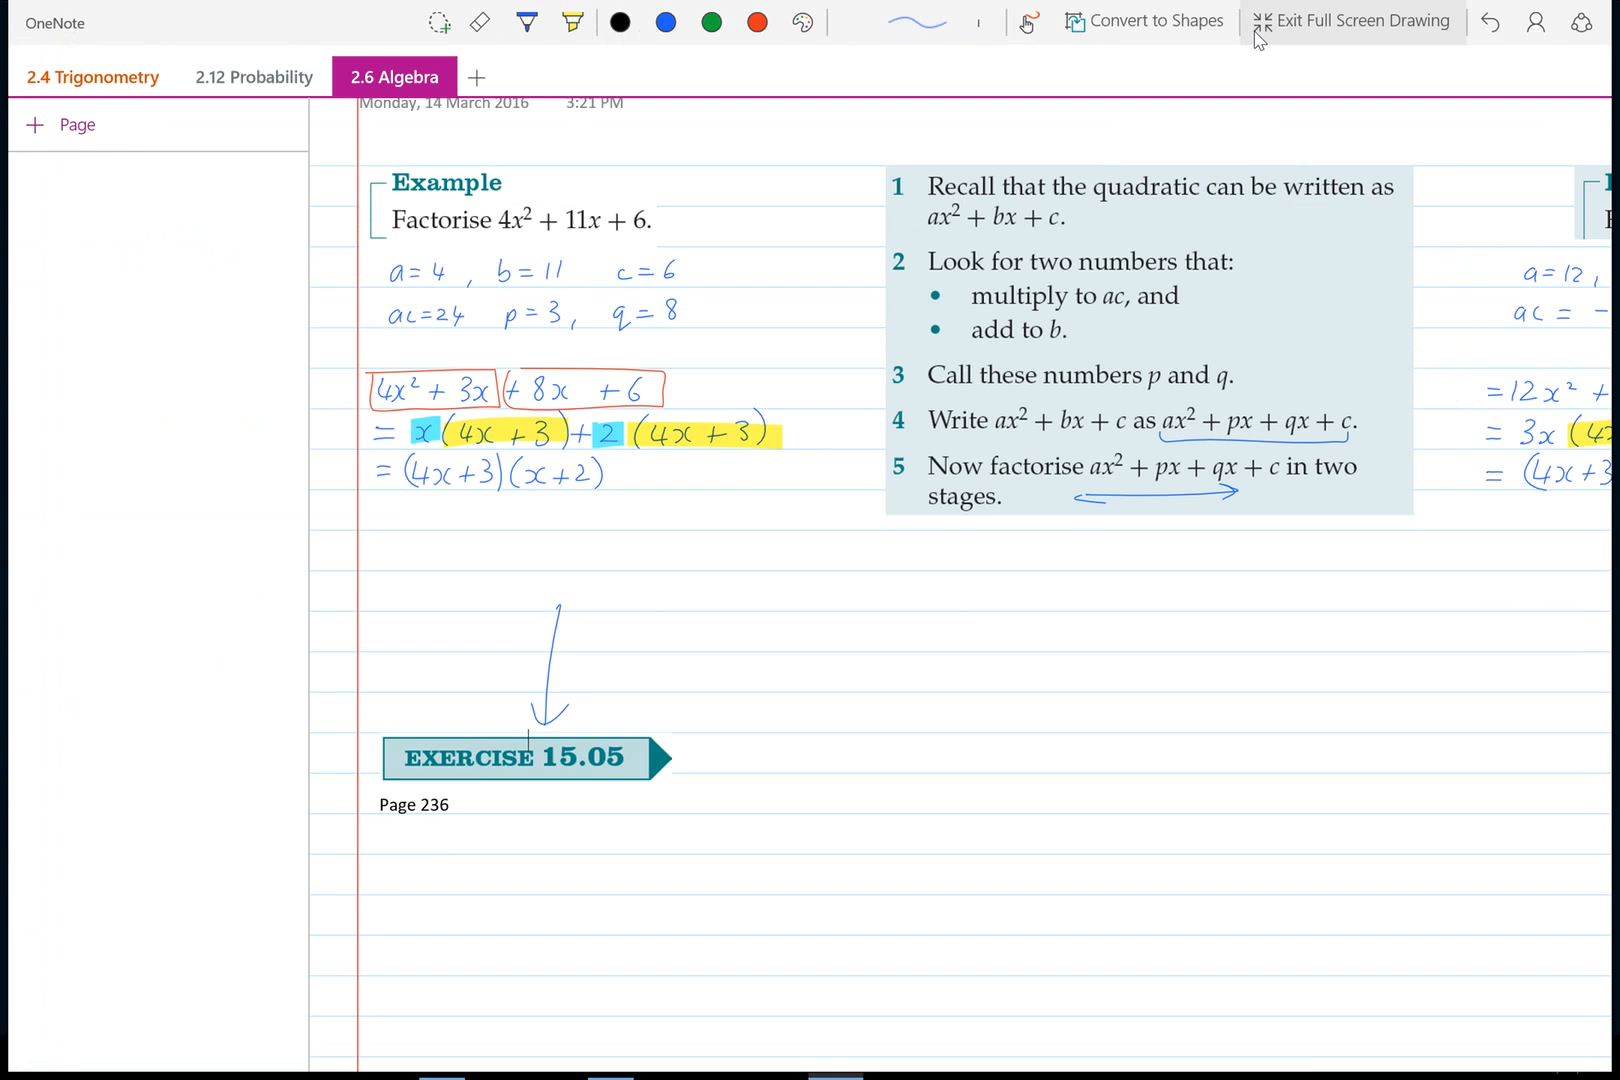 OneNote
Convert to Shapes
Exit Full Screen Drawing
2.4 Trigonometry
2.12 Probability
2.6 Algebra
Page
Monday, 14 March 2016 3:21 PM
Example
Factorise 4x² + 11x + 6.
a = 4 , b = 11 c = 6
ac=24 p = 3, q = 8
4x² + 3x + 8x + 6
= x(4x + 3) + 2(4x + 3)
= (4x+3)(x+2)
EXERCISE 15.05
Page 236
1 Recall that the quadratic can be written as
ax² + bx + c.
2 Look for two numbers that:
• multiply to ac, and
• add to b.
3 Call these numbers p and q.
4 Write ax² + bx + c as ax² + px + qx + c.
5 Now factorise ax² + px + qx + c in two
stages.
a = 12 ,
ac = -
= 12x² +
= 3x (4x
= (4x+3